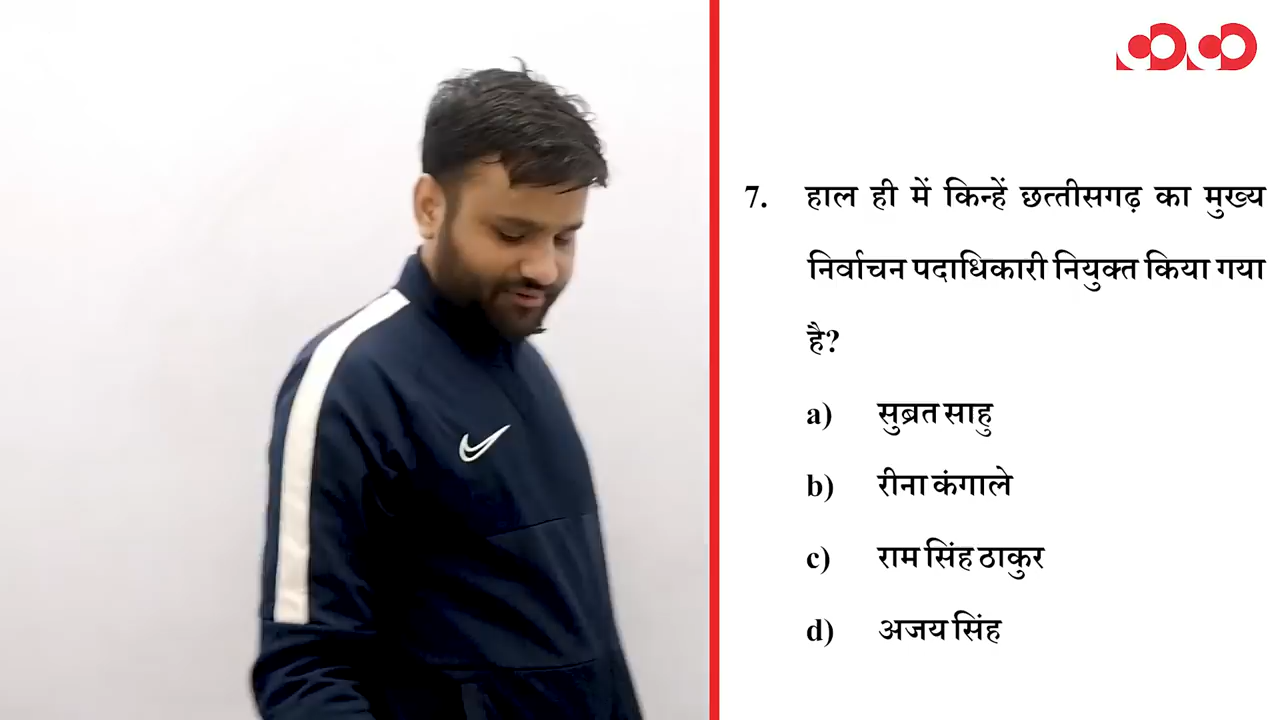 7. हाल ही में किन्हें छत्तीसगढ़ का मुख्य
निर्वाचन पदाधिकारी नियुक्त किया गया
है?
a) सुब्रत साहु
b) रीना कंगाले
c) राम सिंह ठाकुर
d) अजय सिंह